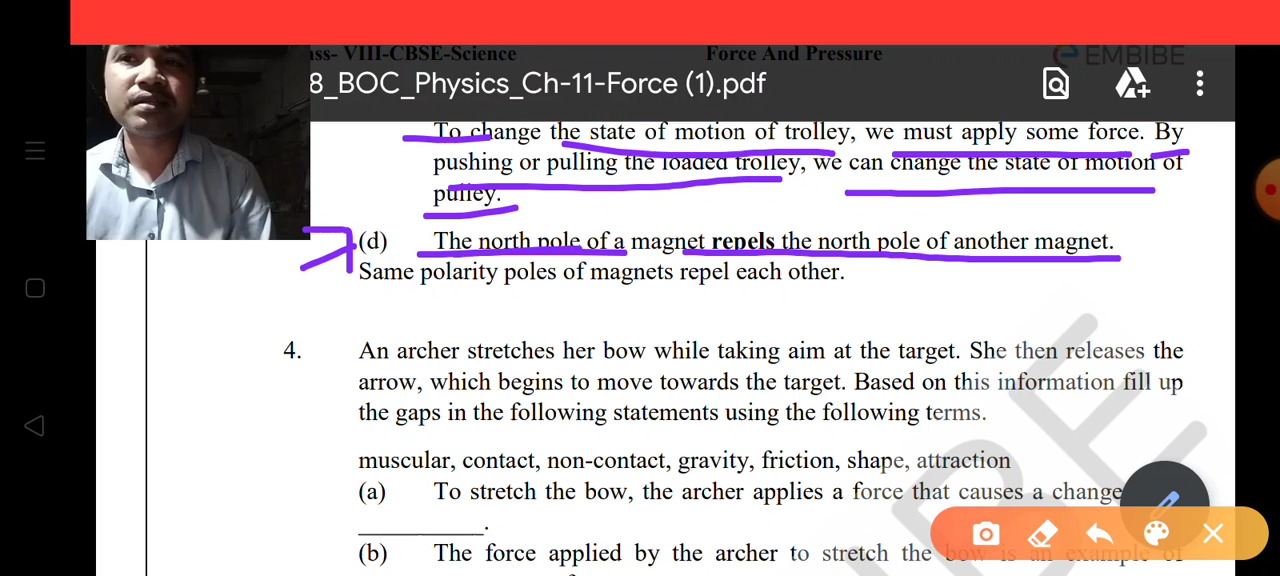 ss- VIII-CBSE-Science Force And Pressure EMBIBE
8_BOC_Physics_Ch-11-Force (1).pdf
To change the state of motion of trolley, we must apply some force. By
pushing or pulling the loaded trolley, we can change the state of motion of
pulley.
(d) The north pole of a magnet repels the north pole of another magnet.
Same polarity poles of magnets repel each other.
4. An archer stretches her bow while taking aim at the target. She then releases the
arrow, which begins to move towards the target. Based on this information fill up
the gaps in the following statements using the following terms.
muscular, contact, non-contact, gravity, friction, shape, attraction
(a) To stretch the bow, the archer applies a force that causes a change
____________.
(b) The force applied by the archer to stretch the bow is an example of